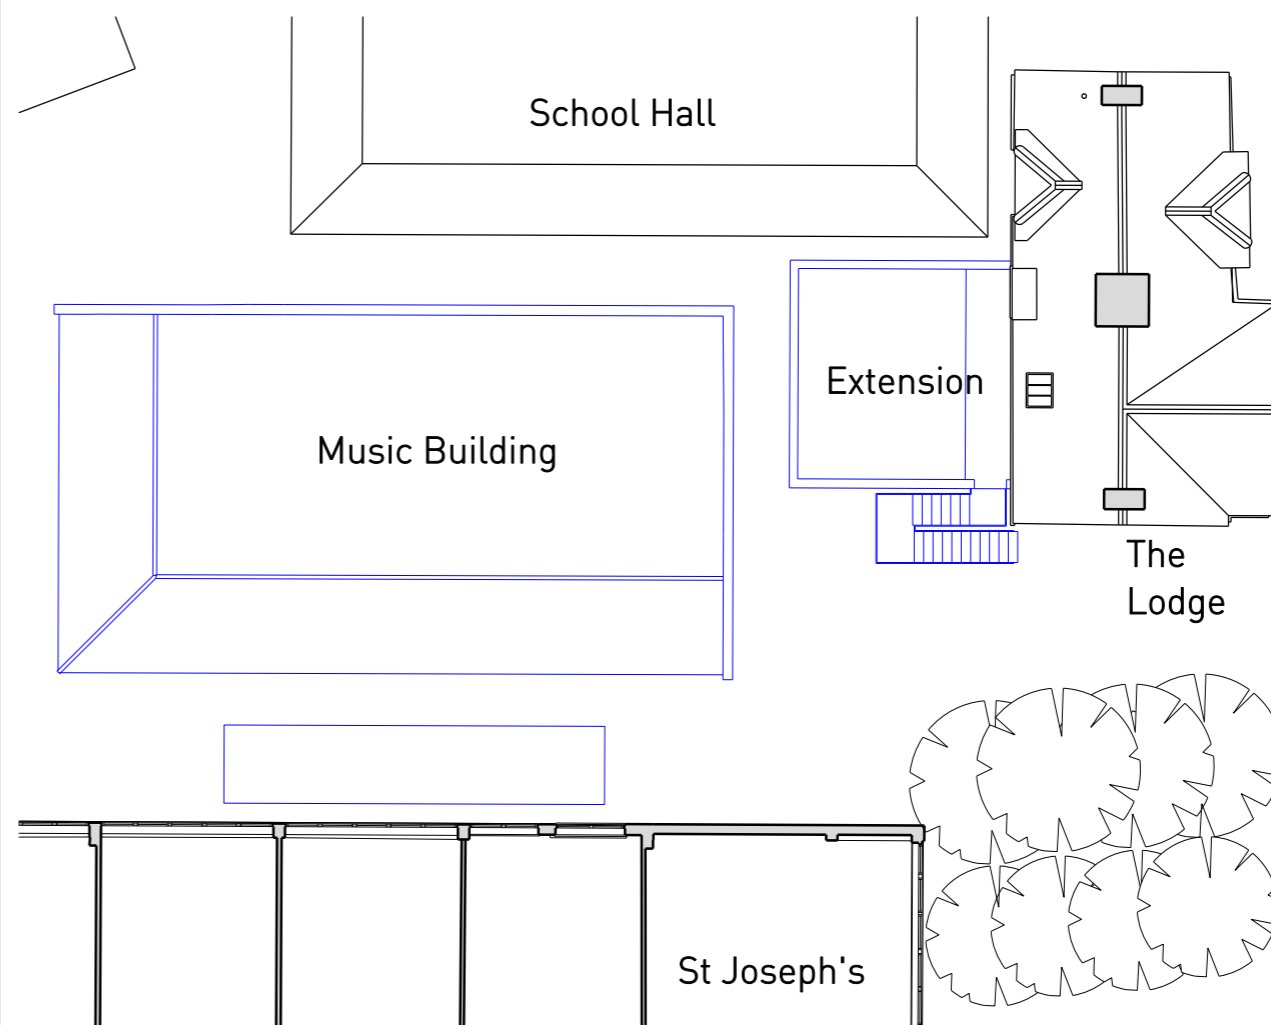 School Hall
Extension
Music Building
The
Lodge
St Joseph's